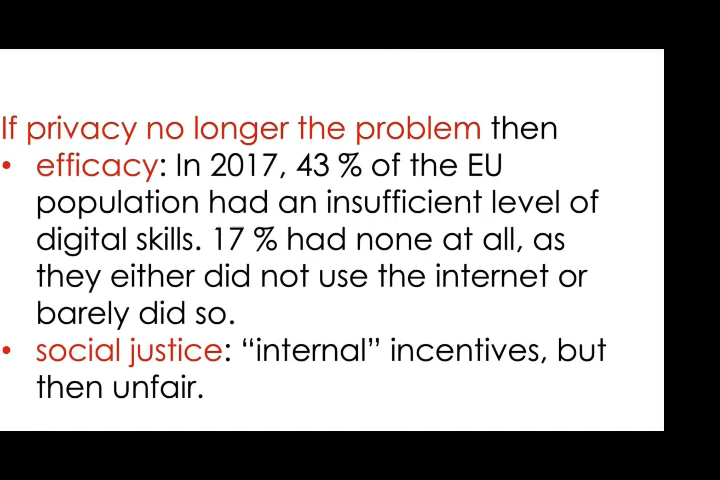 If privacy no longer the problem then
• efficacy: In 2017, 43 % of the EU
population had an insufficient level of
digital skills. 17 % had none at all, as
they either did not use the internet or
barely did so.
• social justice: “internal” incentives, but
then unfair.